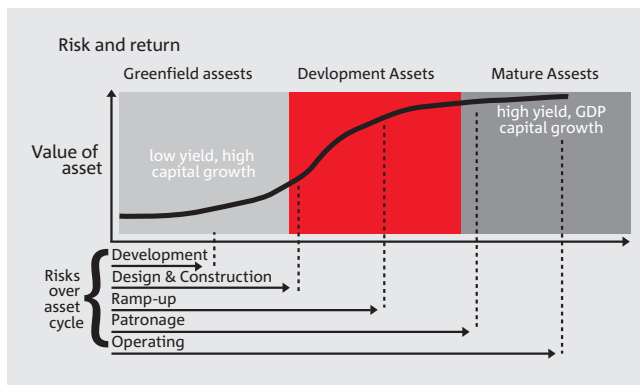 Risk and return
Greenfield assests
Devlopment Assets
Mature Assests
Value of
asset
low yield, high
capital growth
high yield, GDP
capital growth
Risks
over
asset
cycle
Development
Design & Construction
Ramp-up
Patronage
Operating